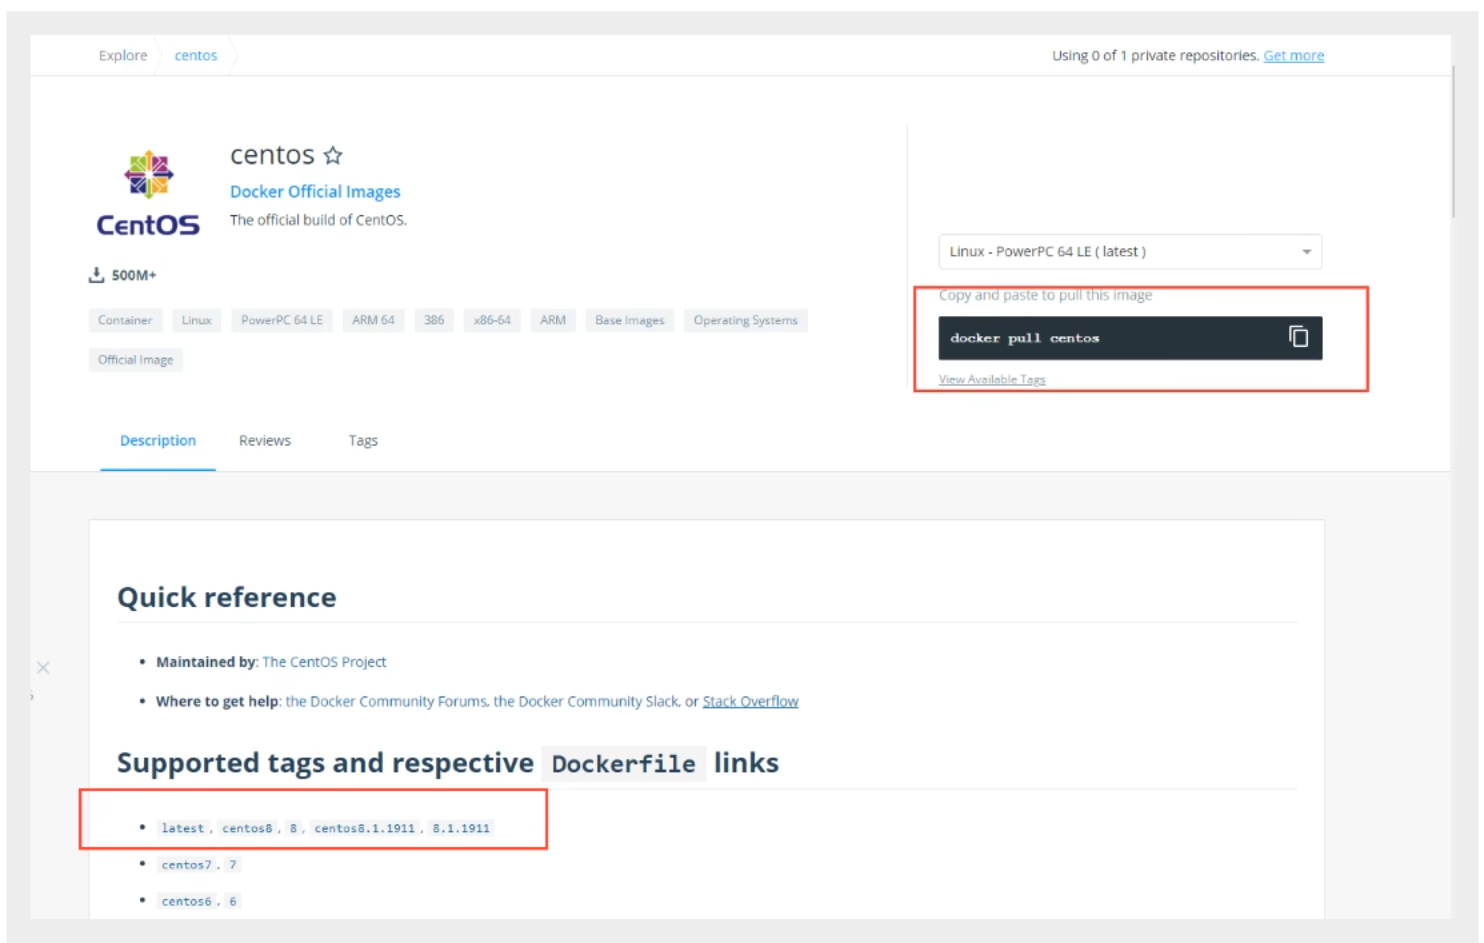 Explore centos Using 0 of 1 private repositories. Get more
centos
Docker Official Images
CentOS The official build of CentOS.
Linux - PowerPC 64 LE ( latest )
500M+
Copy and paste to pull this image
Container Linux PowerPC 64 LE ARM 64 386 x86-64 ARM Base Images Operating Systems
docker pull centos
Official Image
View Available Tags
Description Reviews Tags
Quick reference
• Maintained by: The CentOS Project
• Where to get help: the Docker Community Forums, the Docker Community Slack, or Stack Overflow
Supported tags and respective Dockerfile links
• latest, centos8, 8, centos8.1.1911, 8.1.1911
• centos7, 7
• centos6, 6